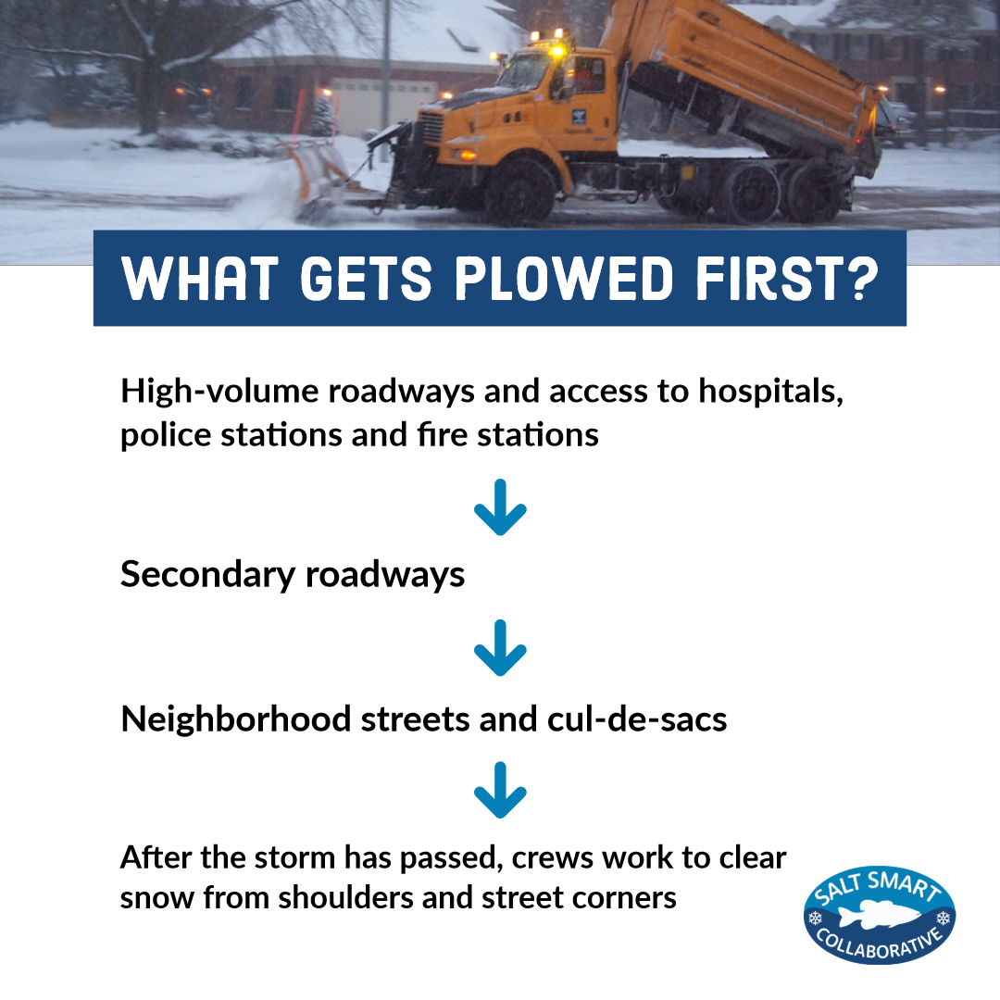 WHAT GETS PLOWED FIRST?
High-volume roadways and access to hospitals,
police stations and fire stations
Secondary roadways
Neighborhood streets and cul-de-sacs
After the storm has passed, crews work to clear
snow from shoulders and street corners
SALT SMART
COLLABORATIVE